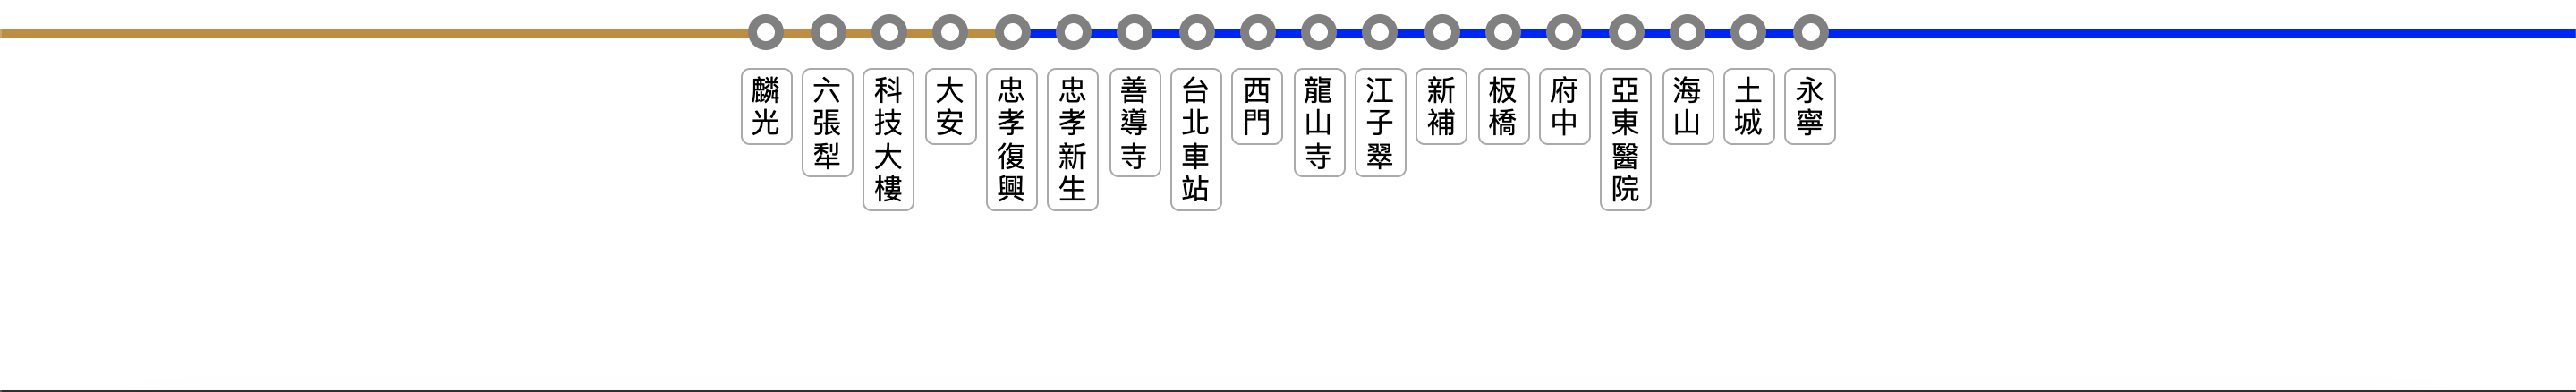 麟光
六張犁
科技大樓
大安
忠孝復興
忠孝新生
善導寺
台北車站
西門
龍山寺
江子翠
新補
板橋
府中
亞東醫院
海山
土城
永寧